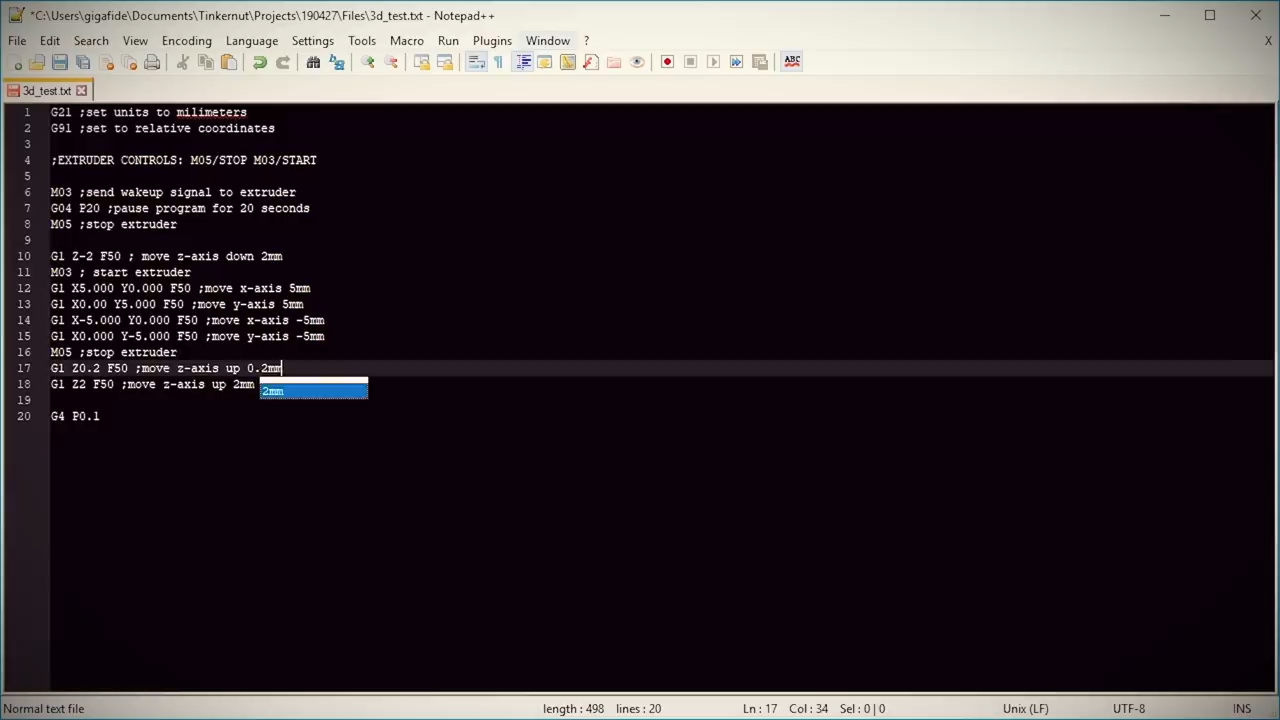 *C:\Users\gigafide\Documents\Tinkernut\Projects\190427\Files\3d_test.txt - Notepad++
File Edit Search View Encoding Language Settings Tools Macro Run Plugins Window ? X
ABC
3d_test.txt
1 G21 ;set units to milimeters
2 G91 ;set to relative coordinates
3
4 ;EXTRUDER CONTROLS: M05/STOP M03/START
5
6 M03 ;send wakeup signal to extruder
7 G04 P20 ;pause program for 20 seconds
8 M05 ;stop extruder
9
10 G1 Z-2 F50 ; move z-axis down 2mm
11 M03 ; start extruder
12 G1 X5.000 Y0.000 F50 ;move x-axis 5mm
13 G1 X0.00 Y5.000 F50 ;move y-axis 5mm
14 G1 X-5.000 Y0.000 F50 ;move x-axis -5mm
15 G1 X0.000 Y-5.000 F50 ;move y-axis -5mm
16 M05 ;stop extruder
17 G1 Z0.2 F50 ;move z-axis up 0.2mm
18 G1 Z2 F50 ;move z-axis up 2mm
2mm
19
20 G4 P0.1
Normal text file length : 498 lines : 20 Ln : 17 Col : 34 Sel : 0 | 0 Unix (LF) UTF-8 INS